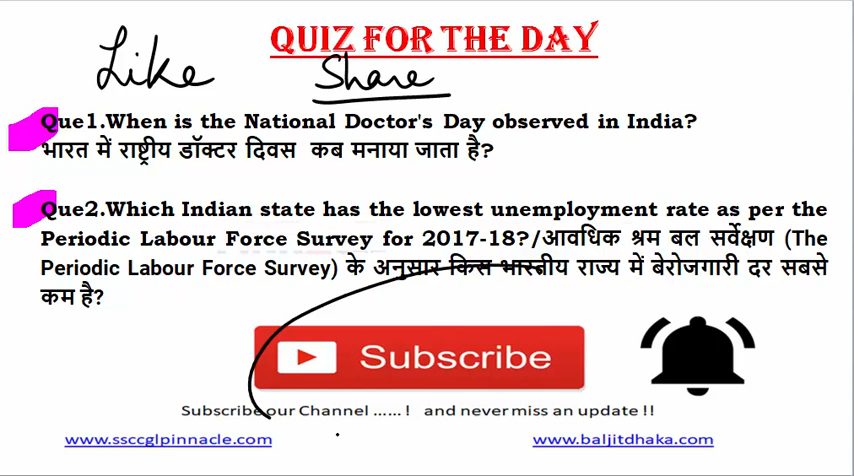 QUIZ FOR THE DAY
Like Share
Que1.When is the National Doctor's Day observed in India?
भारत में राष्ट्रीय डॉक्टर दिवस कब मनाया जाता है?
Que2.Which Indian state has the lowest unemployment rate as per the
Periodic Labour Force Survey for 2017-18?/आवधिक श्रम बल सर्वेक्षण (The
Periodic Labour Force Survey) के अनुसार किस भारतीय राज्य में बेरोजगारी दर सबसे
कम है?
Subscribe
Subscribe our Channel ...... ! and never miss an update !!
www.ssccglpinnacle.com www.baljitdhaka.com